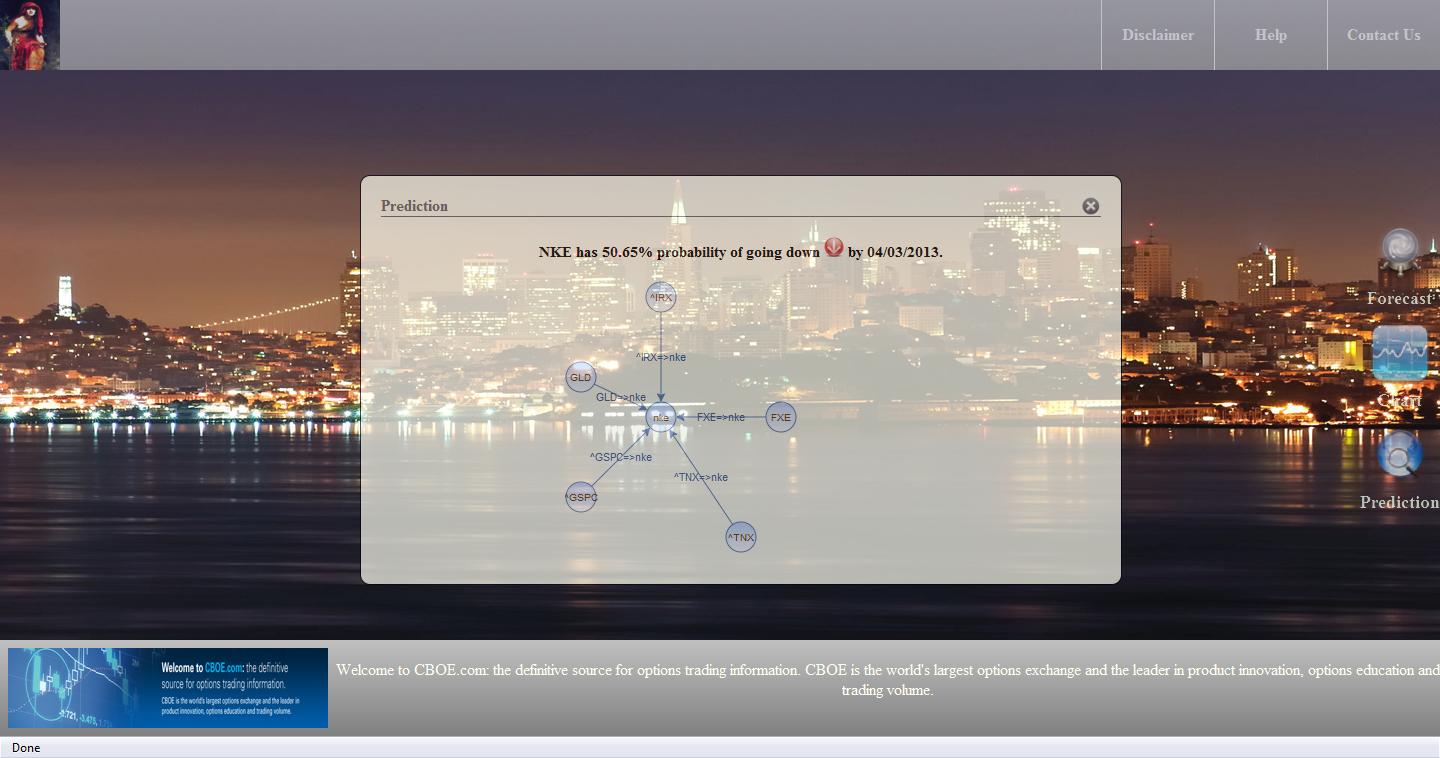 Disclaimer
Help
Contact Us
Prediction
NKE has 50.65% probability of going down by 04/03/2013.
^IRX
^IRX=>nke
GLD
GLD=>nke
nke
FXE=>nke
FXE
^GSPC=>nke
^TNX=>nke
^GSPC
^TNX
Forecast
Chart
Prediction
Welcome to CBOE.com: the definitive
source for options trading information.
CBOE is the world's largest options exchange and the leader in
product innovation, options education and trading volume.
Welcome to CBOE.com: the definitive source for options trading information. CBOE is the world's largest options exchange and the leader in product innovation, options education and
trading volume.
Done